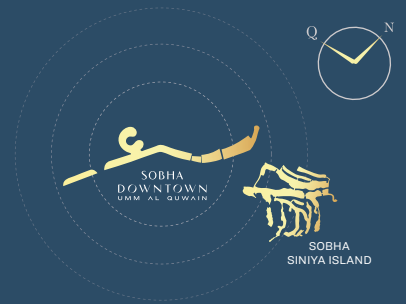 Q
N
SOBHA
DOWNTOWN
UMM AL QUWAIN
SOBHA
SINIYA ISLAND